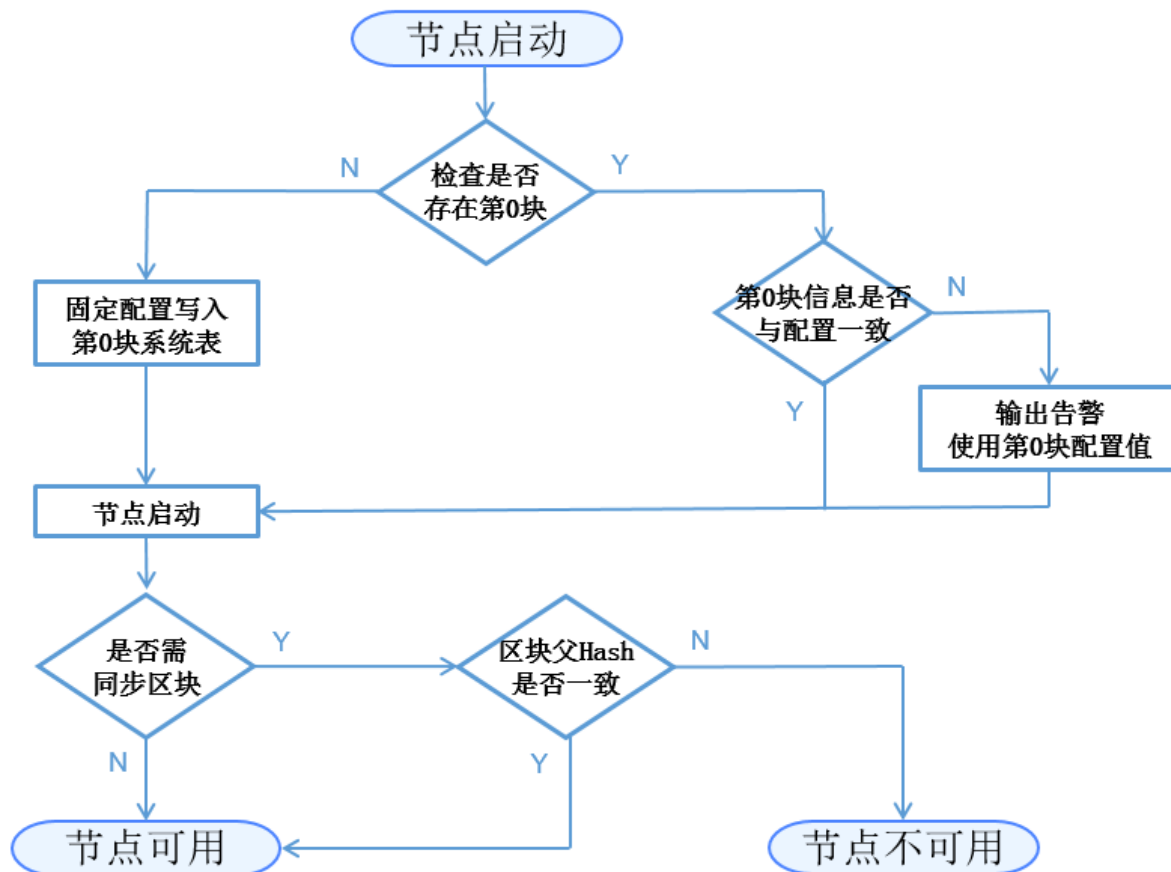 节点启动
N
Y
检查是否
存在第0块
固定配置写入
第0块系统表
第0块信息是否
与配置一致
N
Y
输出告警
使用第0块配置值
节点启动
是否需
同步区块
Y
区块父Hash
是否一致
N
N
Y
节点可用
节点不可用